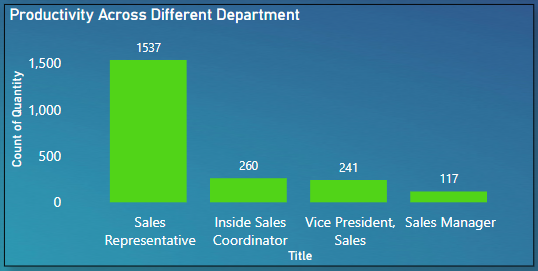 Productivity Across Different Department
1537
1,500
Count of Quantity
1,000
500
260
241
117
0
Sales
Representative
Inside Sales
Coordinator
Vice President,
Sales
Sales Manager
Title